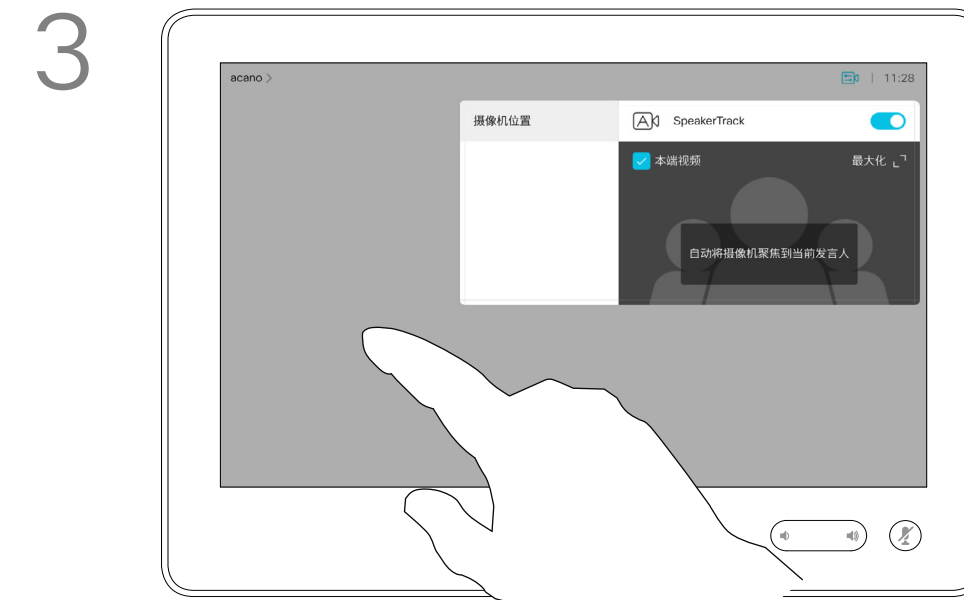 3
acano >
11:28
摄像机位置
SpeakerTrack
本端视频
最大化
自动将摄像机聚焦到当前发言人